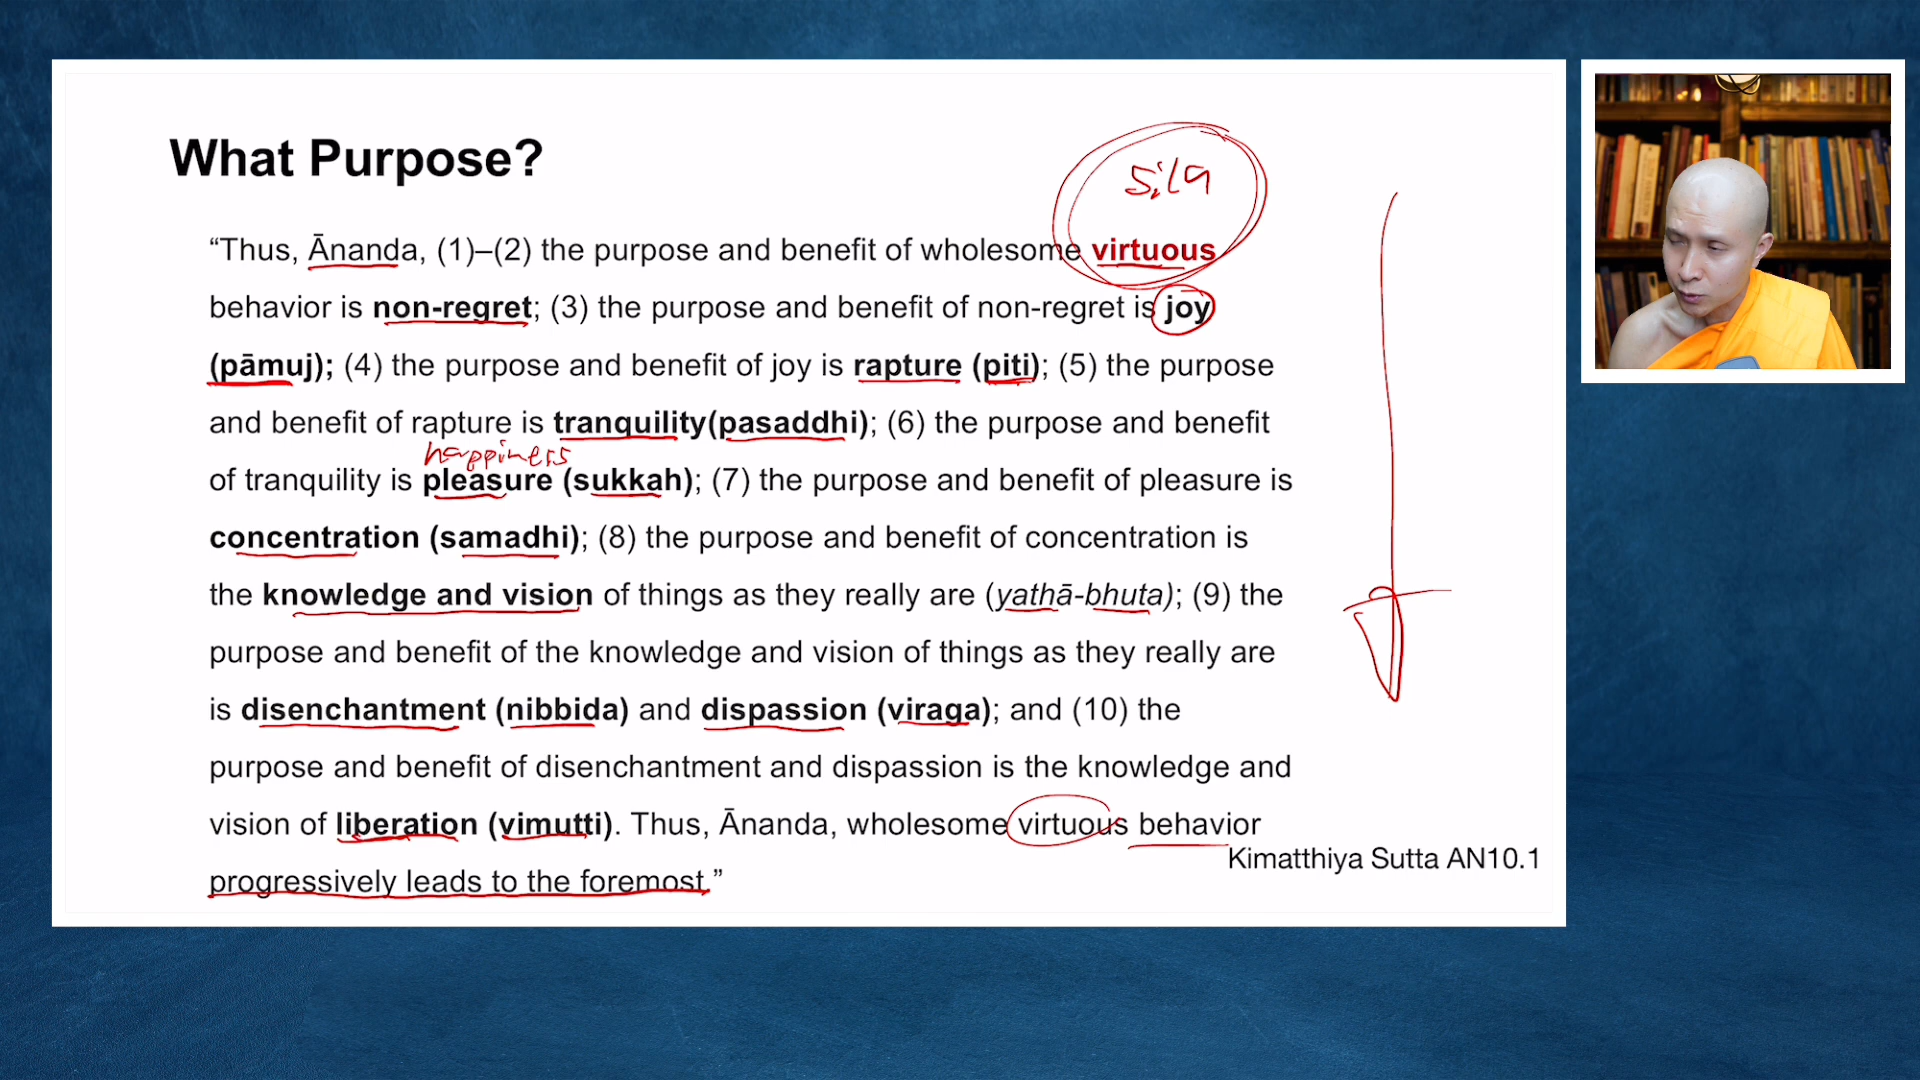 What Purpose?
sīla
“Thus, Ānanda, (1)–(2) the purpose and benefit of wholesome virtuous
behavior is non-regret; (3) the purpose and benefit of non-regret is joy
(pāmuj); (4) the purpose and benefit of joy is rapture (piti); (5) the purpose
and benefit of rapture is tranquility(pasaddhi); (6) the purpose and benefit
happiness
of tranquility is pleasure (sukkah); (7) the purpose and benefit of pleasure is
concentration (samadhi); (8) the purpose and benefit of concentration is
the knowledge and vision of things as they really are (yathā-bhuta); (9) the
purpose and benefit of the knowledge and vision of things as they really are
is disenchantment (nibbida) and dispassion (viraga); and (10) the
purpose and benefit of disenchantment and dispassion is the knowledge and
vision of liberation (vimutti). Thus, Ānanda, wholesome virtuous behavior
progressively leads to the foremost.”
Kimatthiya Sutta AN10.1